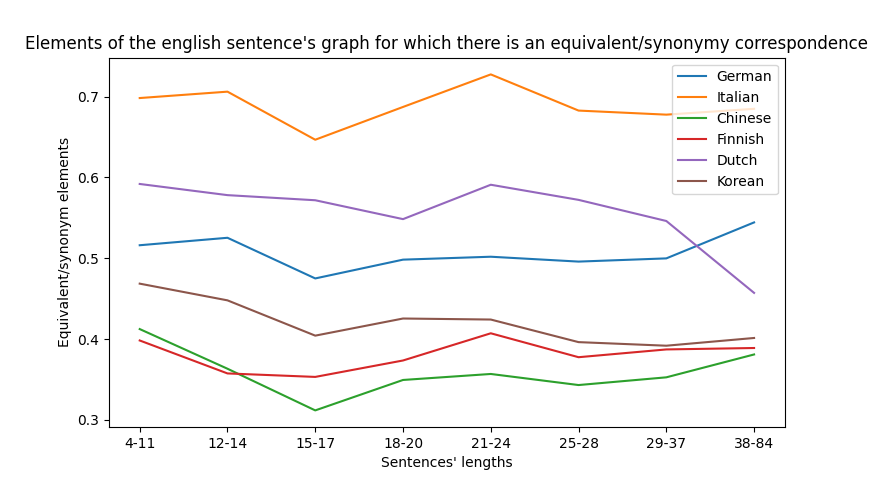 Elements of the english sentence's graph for which there is an equivalent/synonymy correspondence
German
Italian
Chinese
Finnish
Dutch
Korean
Equivalent/synonym elements
0.7
0.6
0.5
0.4
0.3
4-11 12-14 15-17 18-20 21-24 25-28 29-37 38-84
Sentences' lengths